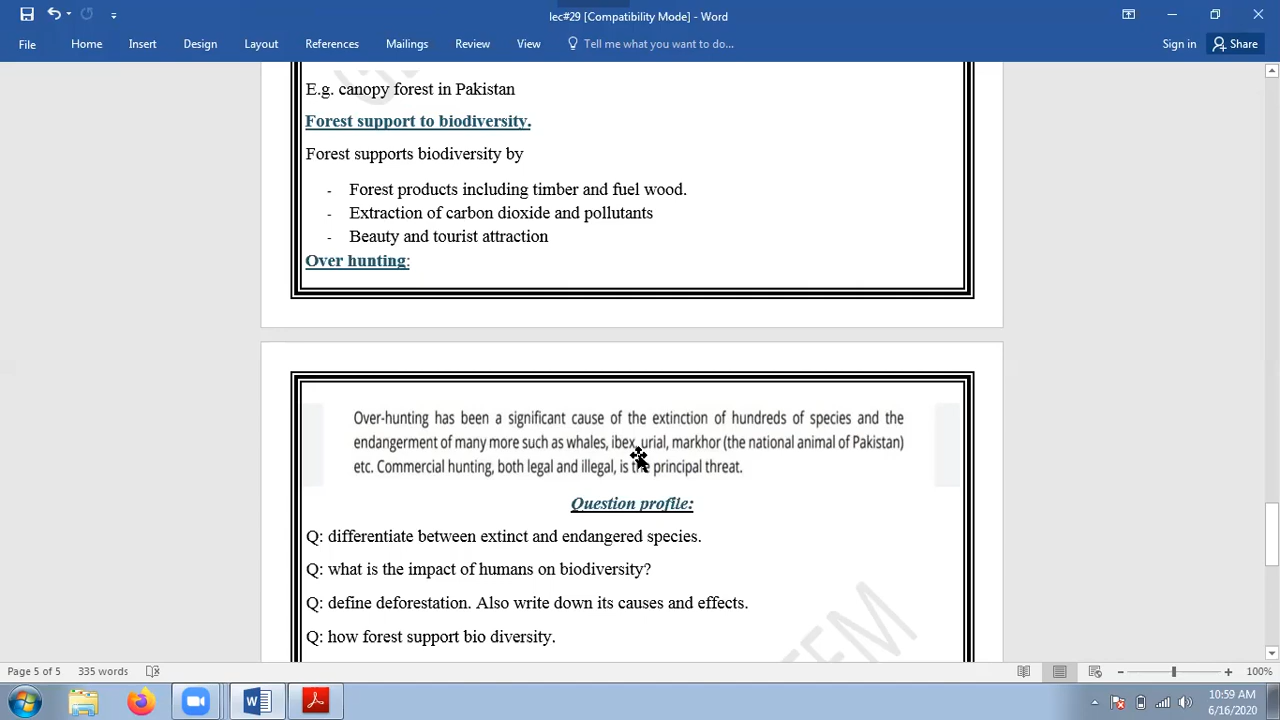 lec#29 [Compatibility Mode] - Word
File Home Insert Design Layout References Mailings Review View Tell me what you want to do... Sign in Share
E.g. canopy forest in Pakistan
Forest support to biodiversity.
Forest supports biodiversity by
- Forest products including timber and fuel wood.
- Extraction of carbon dioxide and pollutants
- Beauty and tourist attraction
Over hunting:
Over-hunting has been a significant cause of the extinction of hundreds of species and the
endangerment of many more such as whales, ibex, urial, markhor (the national animal of Pakistan)
etc. Commercial hunting, both legal and illegal, is the principal threat.
Question profile:
Q: differentiate between extinct and endangered species.
Q: what is the impact of humans on biodiversity?
Q: define deforestation. Also write down its causes and effects.
Q: how forest support bio diversity.
Page 5 of 5 335 words 100%
10:59 AM
6/16/2020